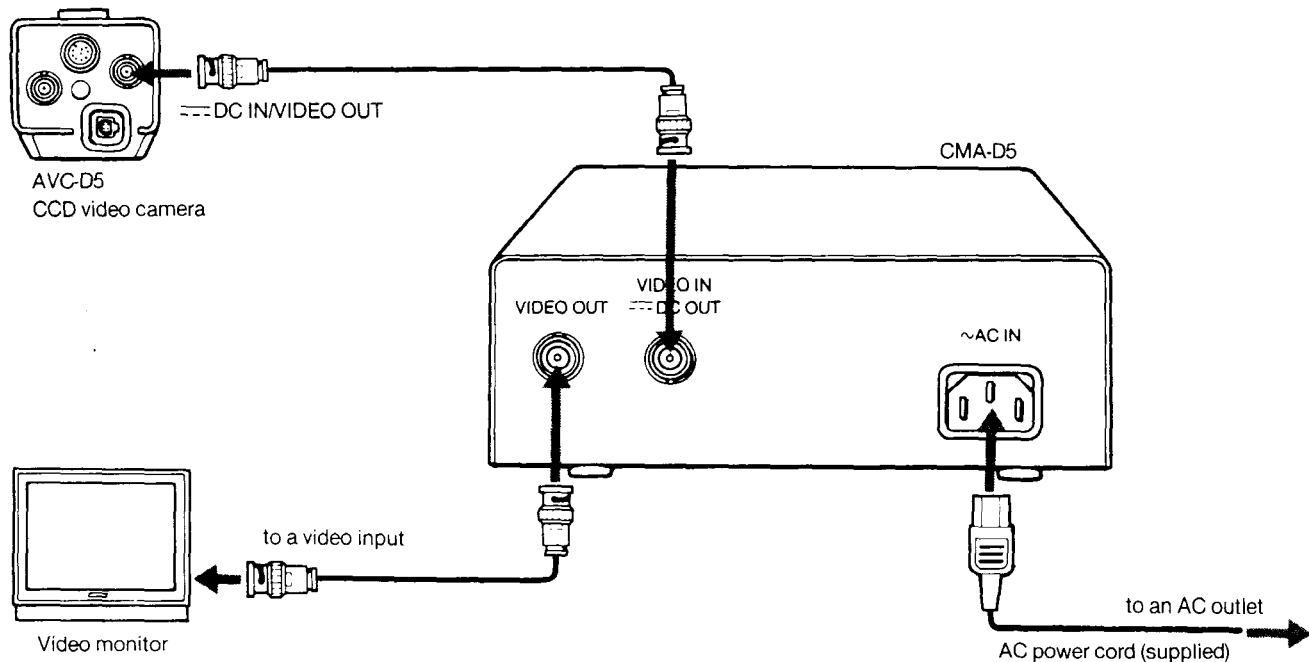 ⎓DC IN/VIDEO OUT
AVC-D5
CCD video camera
CMA-D5
VIDEO OUT
VIDEO IN
⎓DC OUT
~AC IN
to a video input
Video monitor
to an AC outlet
AC power cord (supplied)